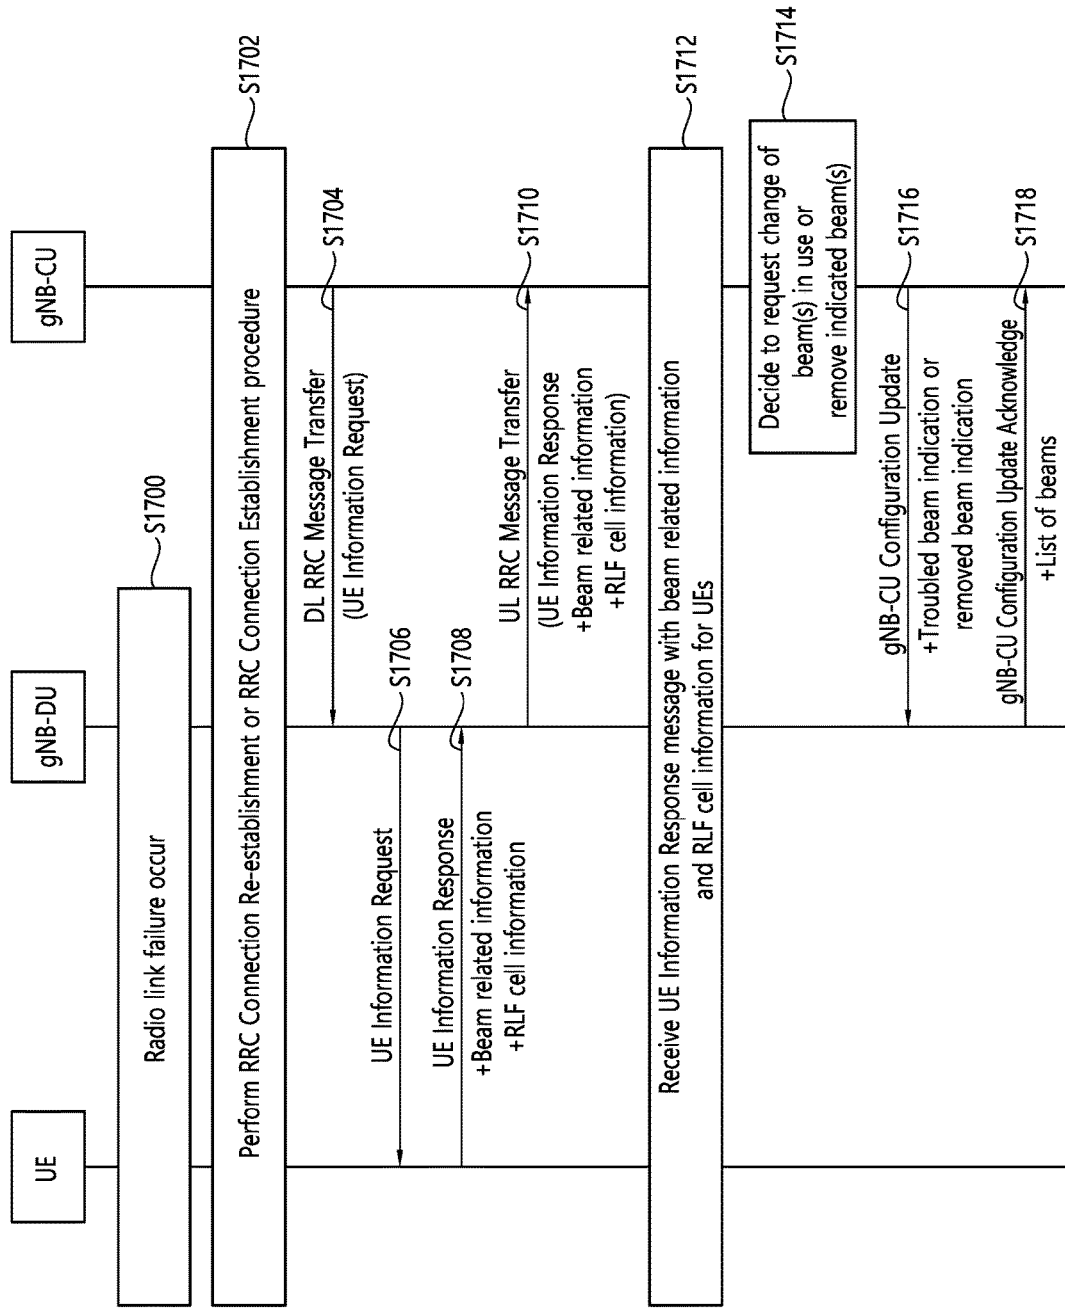 UE
gNB-DU
gNB-CU
Radio link failure occur
S1700
Perform RRC Connection Re-establishment or RRC Connection Establishment procedure
S1702
DL RRC Message Transfer
(UE Information Request)
S1704
UE Information Request
S1706
UE Information Response
+Beam related information
+RLF cell information
S1708
UL RRC Message Transfer
(UE Information Response
+Beam related information
+RLF cell information)
S1710
Receive UE Information Response message with beam related information
and RLF cell information for UEs
S1712
Decide to request change of
beam(s) in use or
remove indicated beam(s)
S1714
gNB-CU Configuration Update
+Troubled beam indication or
removed beam indication
S1716
gNB-CU Configuration Update Acknowledge
+List of beams
S1718